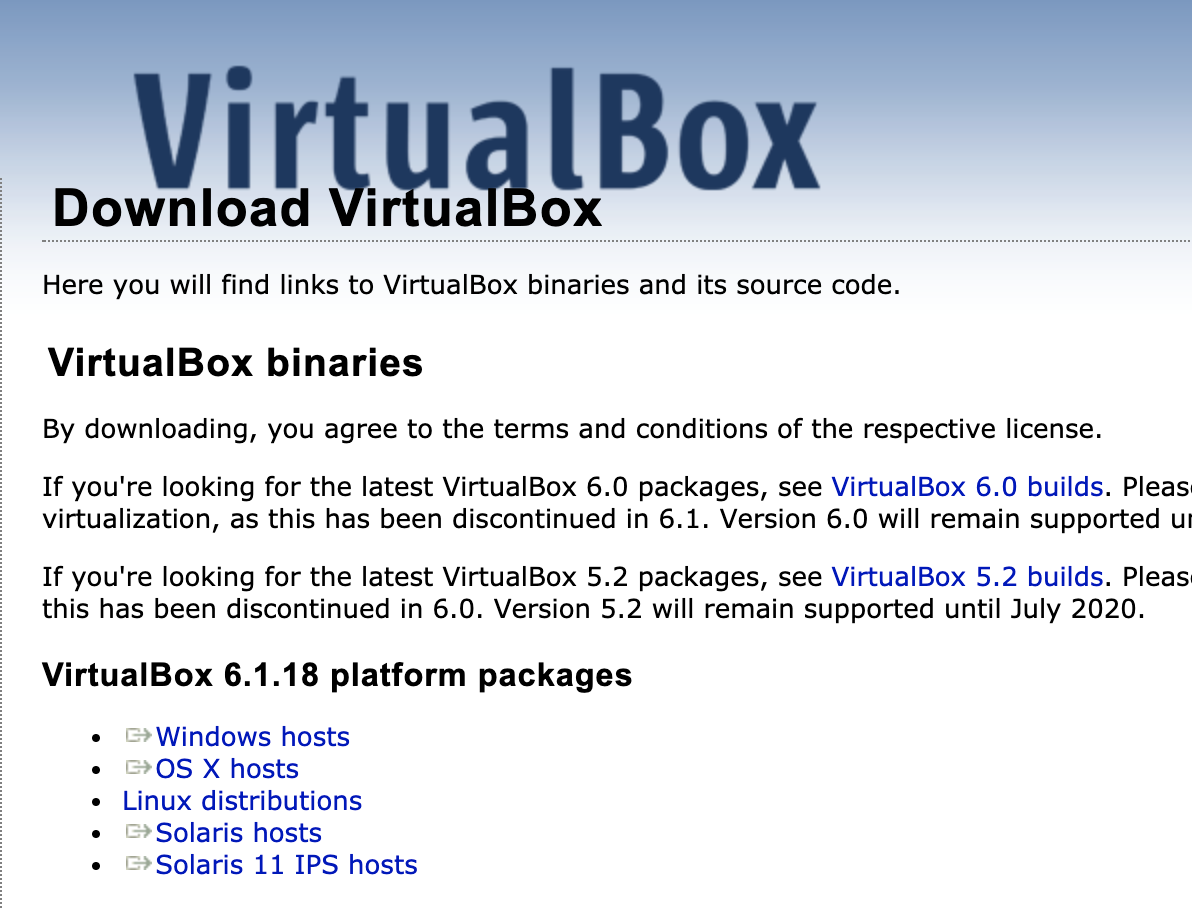 VirtualBox
Download VirtualBox
Here you will find links to VirtualBox binaries and its source code.
VirtualBox binaries
By downloading, you agree to the terms and conditions of the respective license.
If you're looking for the latest VirtualBox 6.0 packages, see VirtualBox 6.0 builds. Pleas
virtualization, as this has been discontinued in 6.1. Version 6.0 will remain supported
If you're looking for the latest VirtualBox 5.2 packages, see VirtualBox 5.2 builds. Pleas
this has been discontinued in 6.0. Version 5.2 will remain supported until July 2020.
VirtualBox 6.1.18 platform packages
• Windows hosts
• OS X hosts
• Linux distributions
• Solaris hosts
• Solaris 11 IPS hosts